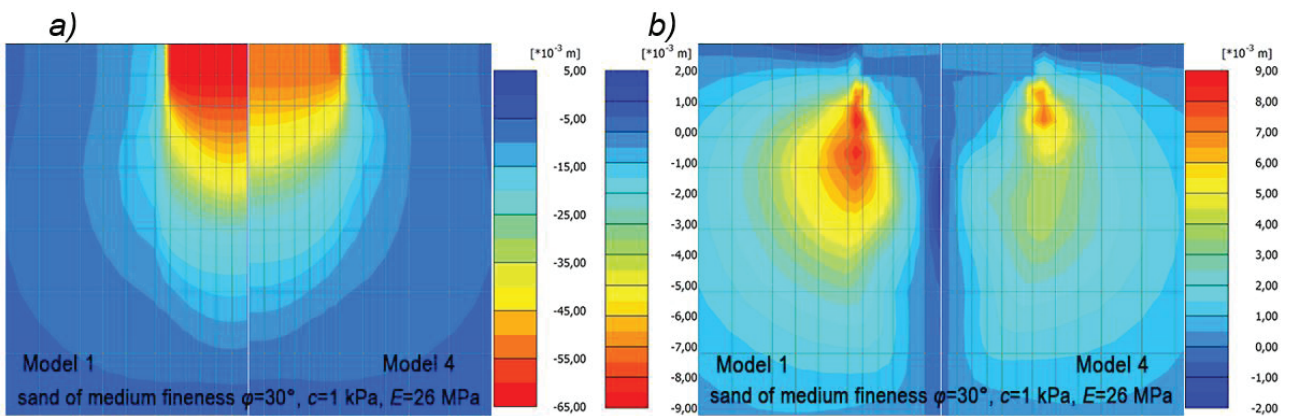 a)
b)
[*10⁻³ m]
5,00
-5,00
-15,00
-25,00
-35,00
-45,00
-55,00
-65,00
[*10⁻³ m]
2,00
1,00
0,00
-1,00
-2,00
-3,00
-4,00
-5,00
-6,00
-7,00
-8,00
-9,00
[*10⁻³ m]
9,00
8,00
7,00
6,00
5,00
4,00
3,00
2,00
1,00
0,00
-1,00
-2,00
Model 1
Model 4
sand of medium fineness φ=30°, c=1 kPa, E=26 MPa
Model 1
Model 4
sand of medium fineness φ=30°, c=1 kPa, E=26 MPa